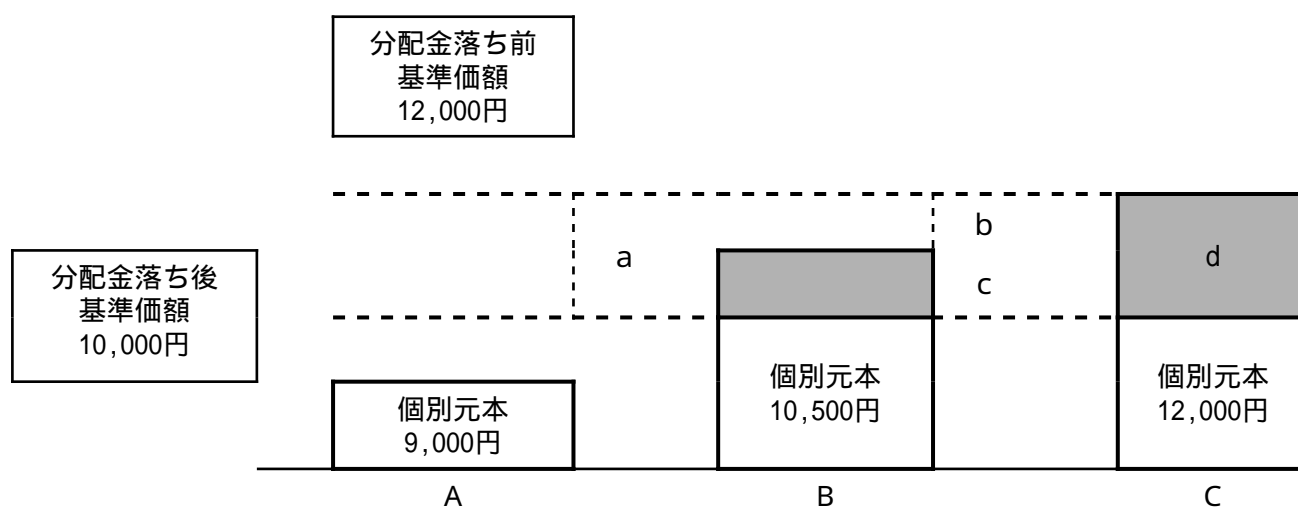 分配金落ち前
基準価額
12,000円
分配金落ち後
基準価額
10,000円
a
b
c
d
個別元本
9,000円
個別元本
10,500円
個別元本
12,000円
A
B
C